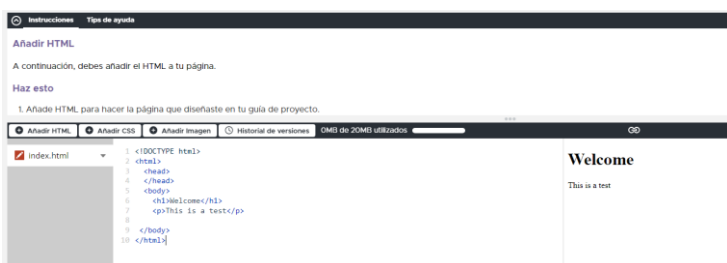 Instrucciones Tips de ayuda
Añadir HTML
A continuación, debes añadir el HTML a tu página.
Haz esto
1. Añade HTML para hacer la página que diseñaste en tu guía de proyecto.
Añadir HTML Añadir CSS Añadir Imagen Historial de versiones 0MB de 20MB utilizados
index.html
1 <!DOCTYPE html>
2 <html>
3 <head>
4 </head>
5 <body>
6 <h1>Welcome</h1>
7 <p>This is a test</p>
8
9 </body>
10 </html>
Welcome
This is a test